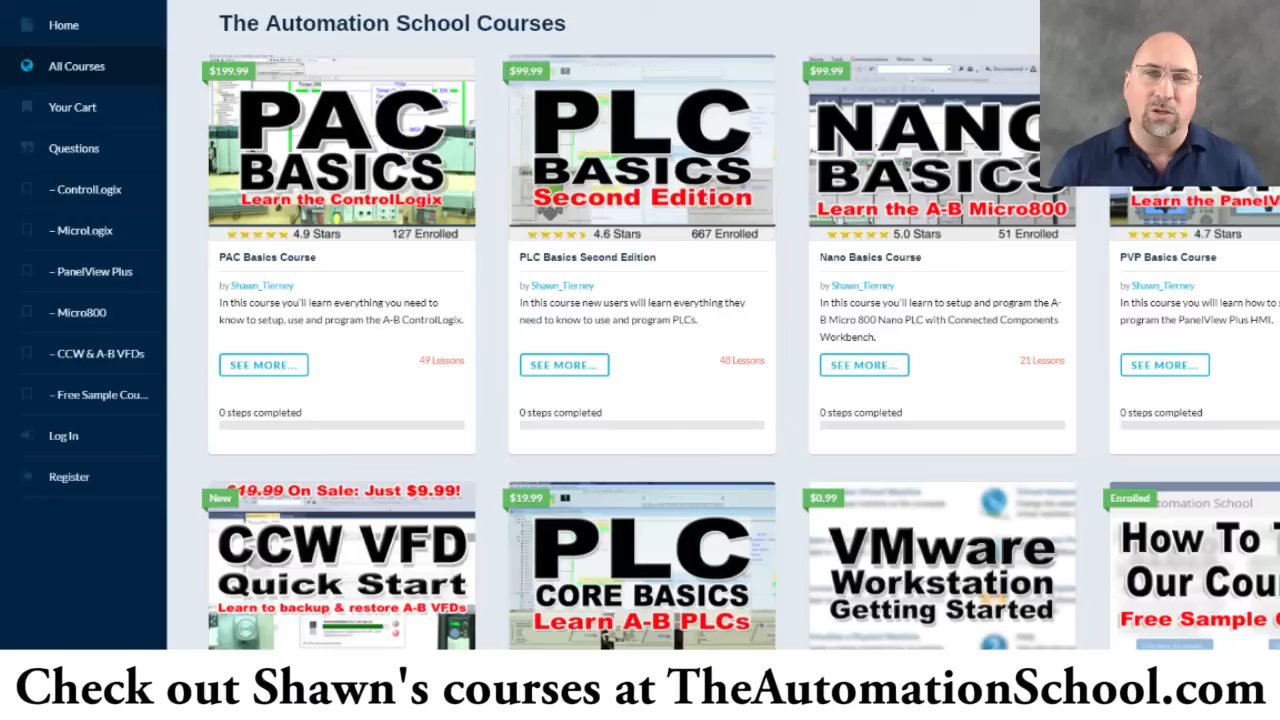 Home
All Courses
Your Cart
Questions
– ControlLogix
– MicroLogix
– PanelView Plus
– Micro800
– CCW & A-B VFDs
– Free Sample Cou...
Log In
Register
The Automation School Courses
$199.99
PAC
BASICS
Learn the ControlLogix
4.9 Stars 127 Enrolled
PAC Basics Course
by Shawn_Tierney
In this course you'll learn everything you need to
know to setup, use and program the A-B ControlLogix.
SEE MORE...
49 Lessons
0 steps completed
$99.99
PLC
BASICS
Second Edition
4.6 Stars 667 Enrolled
PLC Basics Second Edition
by Shawn_Tierney
In this course new users will learn everything they
need to know to use and program PLCs.
SEE MORE...
48 Lessons
0 steps completed
$99.99
NANO
BASICS
Learn the A-B Micro800
5.0 Stars 51 Enrolled
Nano Basics Course
by Shawn_Tierney
In this course you'll learn to setup and program the A-
B Micro 800 Nano PLC with Connected Components
Workbench.
SEE MORE...
21 Lessons
0 steps completed
Learn the PanelV
4.7 Stars
PVP Basics Course
by Shawn_Tierney
In this course you will learn how to s
program the PanelView Plus HMI.
SEE MORE...
0 steps completed
New
$19.99 On Sale: Just $9.99!
CCW VFD
Quick Start
Learn to backup & restore A-B VFDs
$19.99
PLC
CORE BASICS
Learn A-B PLCs
$0.99
VMware
Workstation
Getting Started
Enrolled
tomation School
How To T
Our Cou
Free Sample
Check out Shawn's courses at TheAutomationSchool.com